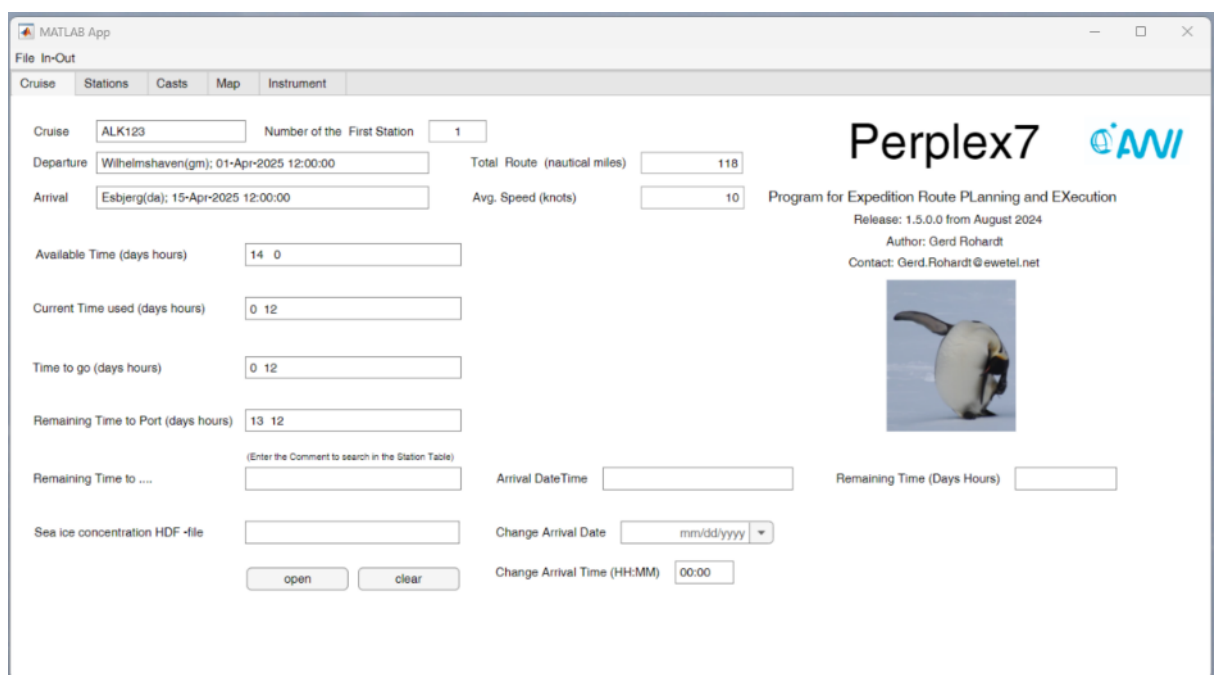 MATLAB App
File In-Out
Cruise Stations Casts Map Instrument
Cruise ALK123 Number of the First Station 1
Departure Wilhelmshaven(gm); 01-Apr-2025 12:00:00 Total Route (nautical miles) 118
Arrival Esbjerg(da); 15-Apr-2025 12:00:00 Avg. Speed (knots) 10
Perplex7 AWI
Program for Expedition Route PLanning and EXecution
Release: 1.5.0.0 from August 2024
Author: Gerd Rohardt
Contact: Gerd.Rohardt@ewetel.net
Available Time (days hours) 14 0
Current Time used (days hours) 0 12
Time to go (days hours) 0 12
Remaining Time to Port (days hours) 13 12
(Enter the Comment to search in the Station Table)
Remaining Time to .... Arrival DateTime Remaining Time (Days Hours)
Sea ice concentration HDF -file Change Arrival Date mm/dd/yyyy
open clear Change Arrival Time (HH:MM) 00:00